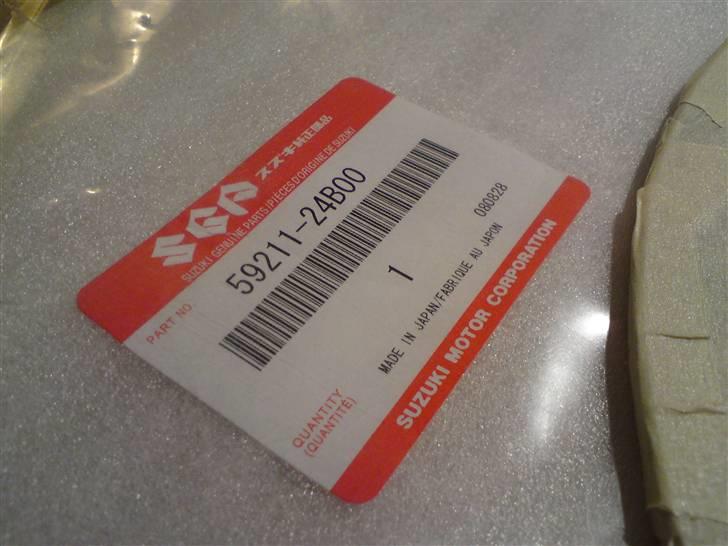 SGP スズキ純正部品
SUZUKI GENUINE PARTS/PIÈCES D'ORIGINE DE SUZUKI
PART NO.
59211-24B00
080828
1
MADE IN JAPAN/FABRIQUE AU JAPON
QUANTITY
(QUANTITÉ)
SUZUKI MOTOR CORPORATION